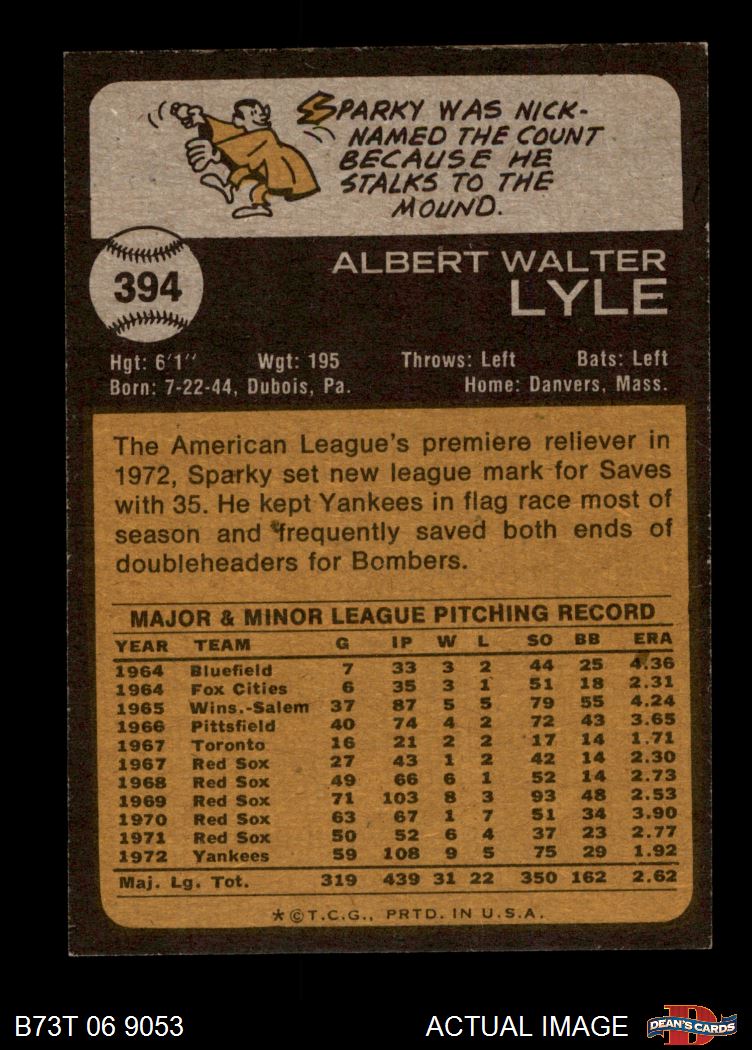 SPARKY WAS NICK-
NAMED THE COUNT
BECAUSE HE
STALKS TO THE
MOUND.
394
ALBERT WALTER
LYLE
Hgt: 6'1" Wgt: 195 Throws: Left Bats: Left
Born: 7-22-44, Dubois, Pa. Home: Danvers, Mass.
The American League's premiere reliever in
1972, Sparky set new league mark for Saves
with 35. He kept Yankees in flag race most of
season and frequently saved both ends of
doubleheaders for Bombers.
MAJOR & MINOR LEAGUE PITCHING RECORD
YEAR TEAM G IP W L SO BB ERA
1964 Bluefield 7 33 3 2 44 25 4.36
1964 Fox Cities 6 35 3 1 51 18 2.31
1965 Wins.-Salem 37 87 5 5 79 55 4.24
1966 Pittsfield 40 74 4 2 72 43 3.65
1967 Toronto 16 21 2 2 17 14 1.71
1967 Red Sox 27 43 1 2 42 14 2.30
1968 Red Sox 49 66 6 1 52 14 2.73
1969 Red Sox 71 103 8 3 93 48 2.53
1970 Red Sox 63 67 1 7 51 34 3.90
1971 Red Sox 50 52 6 4 37 23 2.77
1972 Yankees 59 108 9 5 75 29 1.92
Maj. Lg. Tot. 319 439 31 22 350 162 2.62
*©T.C.G., PRTD. IN U.S.A.
B73T 06 9053 ACTUAL IMAGE D DEAN'S CARDS